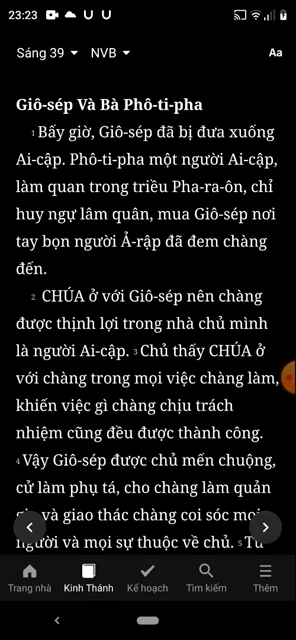 23:23
Sáng 39 NVB Aa
Giô-sép Và Bà Phô-ti-pha
1 Bấy giờ, Giô-sép đã bị đưa xuống
Ai-cập. Phô-ti-pha một người Ai-cập,
làm quan trong triều Pha-ra-ôn, chỉ
huy ngự lâm quân, mua Giô-sép nơi
tay bọn người Ả-rập đã đem chàng
đến.
2 CHÚA ở với Giô-sép nên chàng
được thịnh lợi trong nhà chủ mình
là người Ai-cập. 3 Chủ thấy CHÚA ở
với chàng trong mọi việc chàng làm,
khiến việc gì chàng chịu trách
nhiệm cũng đều được thành công.
4 Vậy Giô-sép được chủ mến chuộng,
cử làm phụ tá, cho chàng làm quản
và giao thác chàng coi sóc mọi
người và mọi sự thuộc về chủ. 5 Từ
Trang nhà Kinh Thánh Kế hoạch Tìm kiếm Thêm